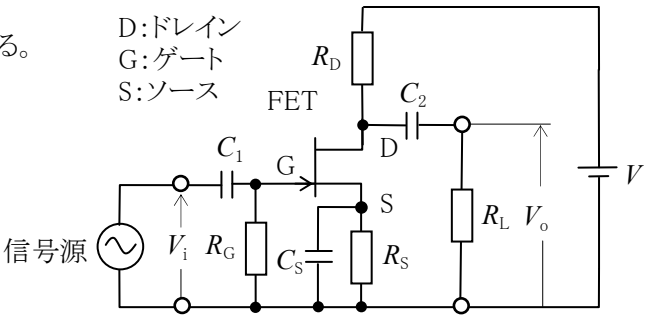 る。
D:ドレイン
G:ゲート
S:ソース
R_D
FET
C_2
C_1
G
D
S
V
信号源
V_i
R_G
C_S
R_S
R_L
V_o